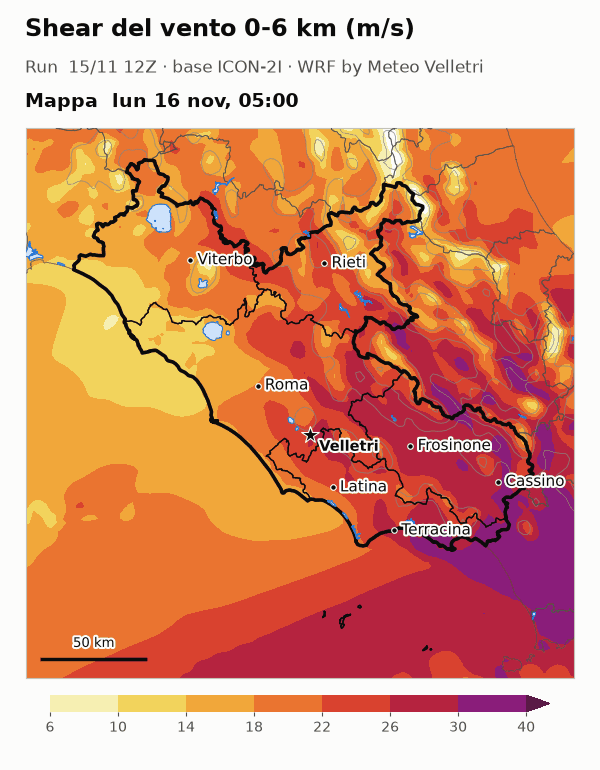 Shear del vento 0-6 km (m/s)
Run  15/11 12Z · base ICON-2I · WRF by Meteo Velletri
Mappa  lun 16 nov, 05:00
Viterbo
Rieti
Roma
Velletri
Frosinone
Cassino
Latina
Terracina
50 km
6 10 14 18 22 26 30 40